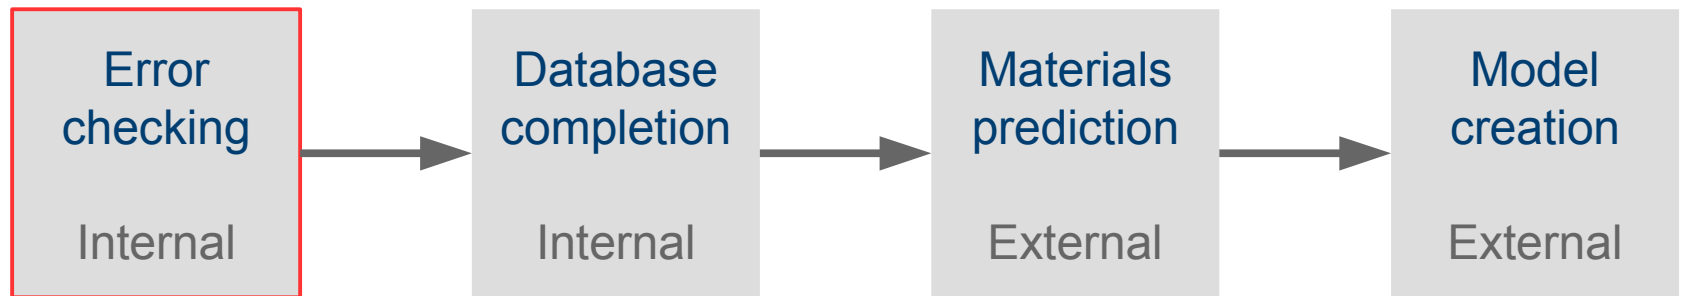 Error
checking
Internal
Database
completion
Internal
Materials
prediction
External
Model
creation
External